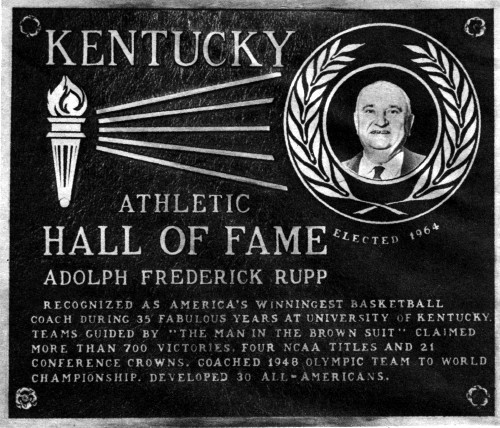 KENTUCKY
ATHLETIC
HALL OF FAME
ELECTED 1964
ADOLPH FREDERICK RUPP
RECOGNIZED AS AMERICA'S WINNINGEST BASKETBALL
COACH DURING 35 FABULOUS YEARS AT UNIVERSITY OF KENTUCKY.
TEAMS GUIDED BY "THE MAN IN THE BROWN SUIT" CLAIMED
MORE THAN 700 VICTORIES, FOUR NCAA TITLES AND 21
CONFERENCE CROWNS. COACHED 1948 OLYMPIC TEAM TO WORLD
CHAMPIONSHIP. DEVELOPED 30 ALL-AMERICANS.